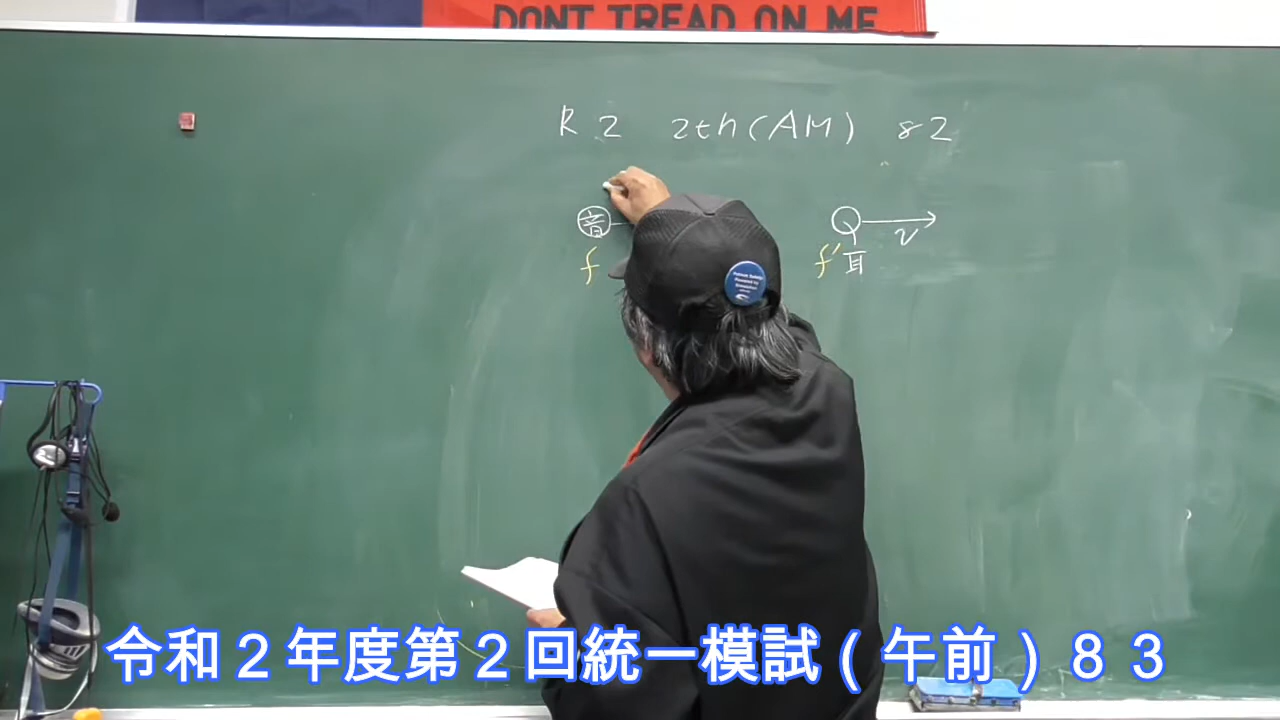 DONT TREAD ON ME
R2 2th(AM) 82
音 v
f f' 耳
令和２年度第２回統一模試（午前）８３